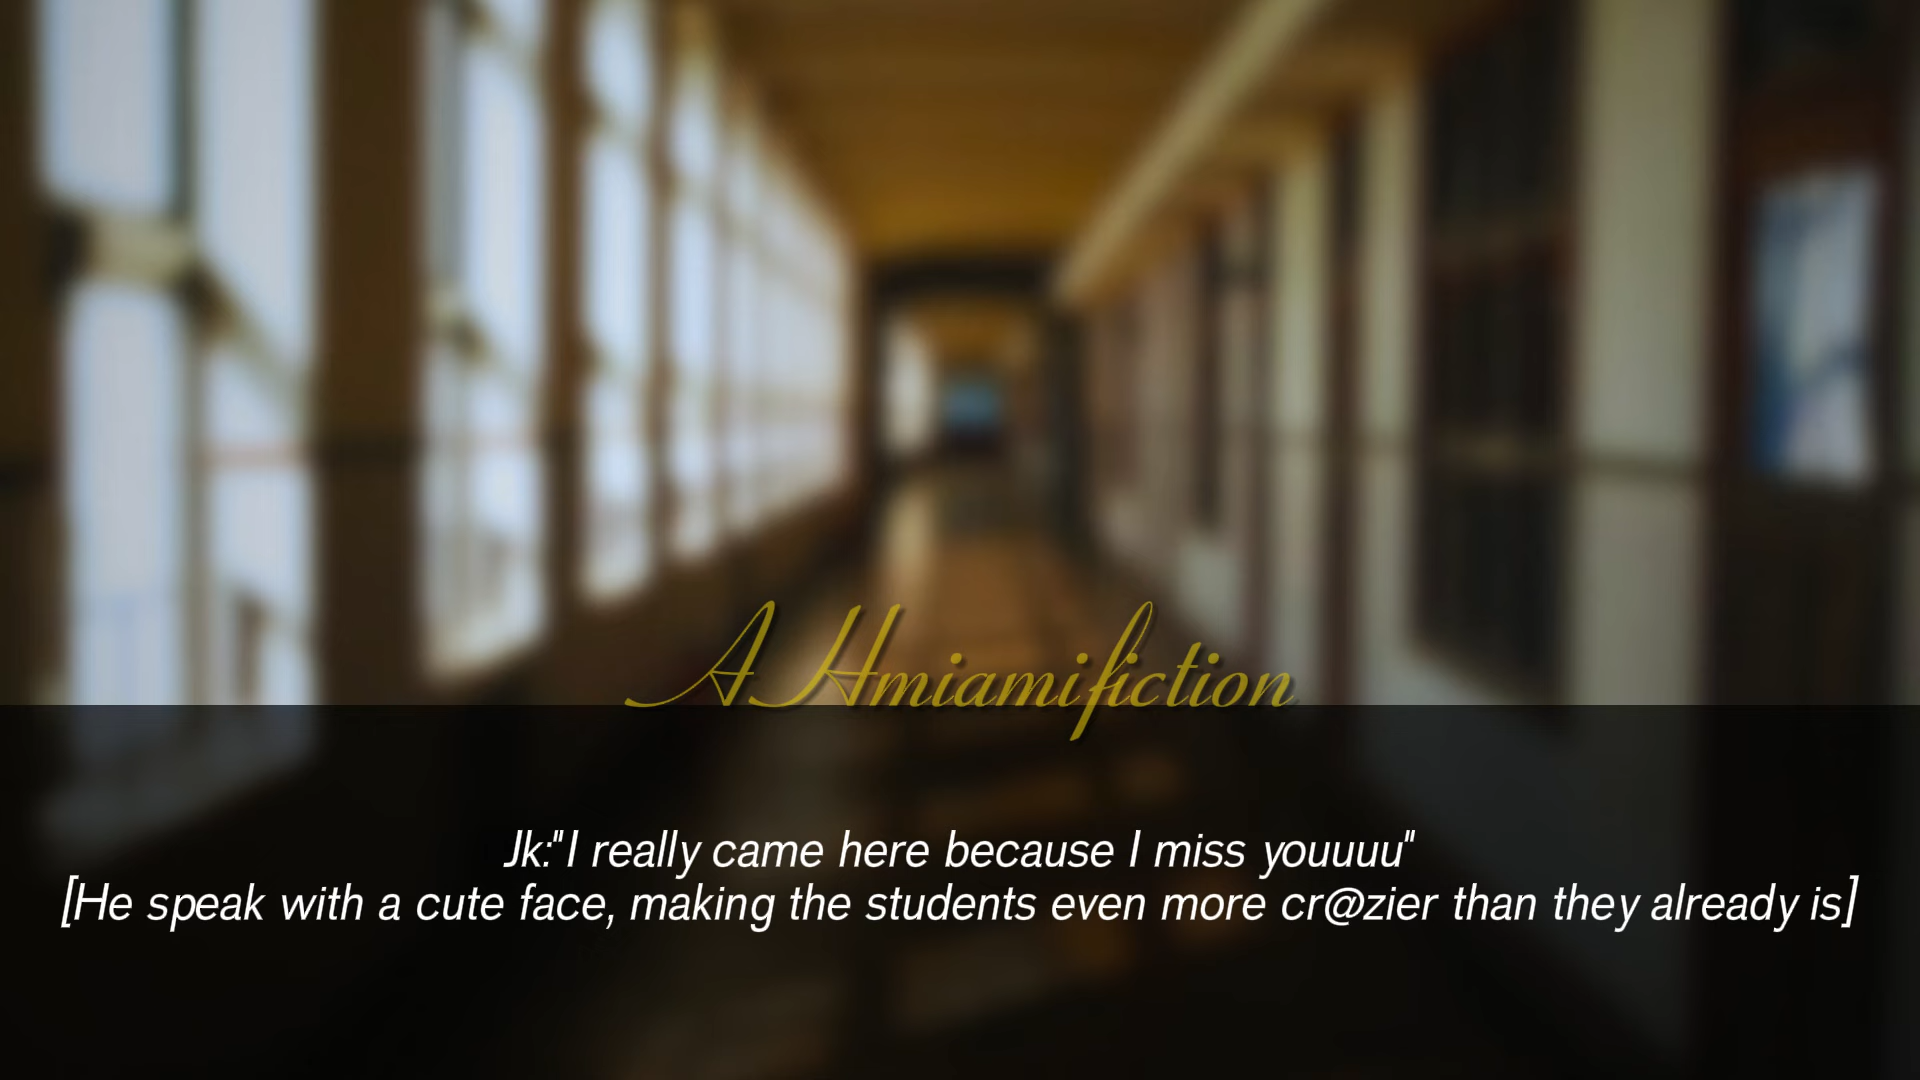 A Hmiamifiction
Jk:"I really came here because I miss youuuu"
[He speak with a cute face, making the students even more cr@zier than they already is]